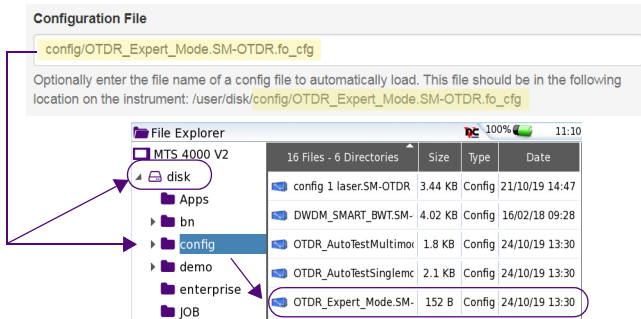 Configuration File
config/OTDR_Expert_Mode.SM-OTDR.fo_cfg
Optionally enter the file name of a config file to automatically load. This file should be in the following
location on the instrument: /user/disk/config/OTDR_Expert_Mode.SM-OTDR.fo_cfg
File Explorer 100% 11:10
MTS 4000 V2
disk
Apps
bn
config
demo
enterprise
JOB
16 Files - 6 Directories Size Type Date
config 1 laser.SM-OTDR 3.44 KB Config 21/10/19 14:47
DWDM_SMART_BWT.SM- 4.02 KB Config 16/02/18 09:28
OTDR_AutoTestMultimo 1.8 KB Config 24/10/19 13:30
OTDR_AutoTestSinglemo 2.1 KB Config 24/10/19 13:30
OTDR_Expert_Mode.SM- 152 B Config 24/10/19 13:30